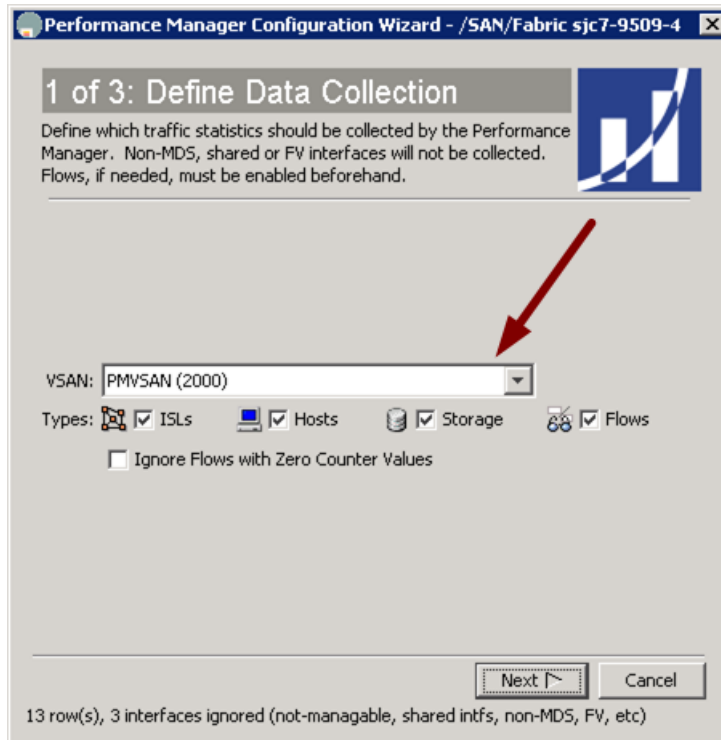 Performance Manager Configuration Wizard - /SAN/Fabric sjc7-9509-4
1 of 3: Define Data Collection
Define which traffic statistics should be collected by the Performance
Manager.  Non-MDS, shared or FV interfaces will not be collected.
Flows, if needed, must be enabled beforehand.
VSAN: PMVSAN (2000)
Types: ISLs Hosts Storage Flows
Ignore Flows with Zero Counter Values
Next Cancel
13 row(s), 3 interfaces ignored (not-managable, shared intfs, non-MDS, FV, etc)